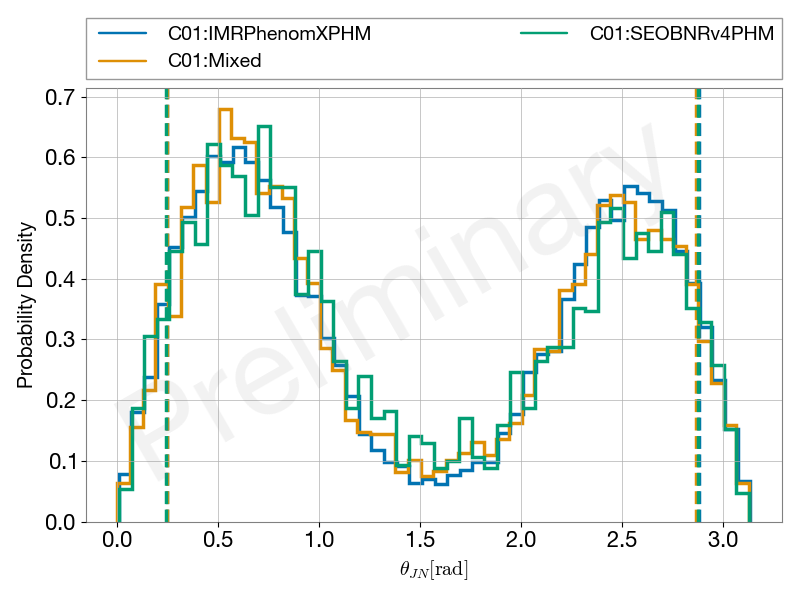 C01:IMRPhenomXPHM
C01:SEOBNRv4PHM
C01:Mixed
0.7
0.6
0.5
0.4
0.3
0.2
0.1
0.0
Probability Density
Preliminary
0.0 0.5 1.0 1.5 2.0 2.5 3.0
θ_{JN}[rad]